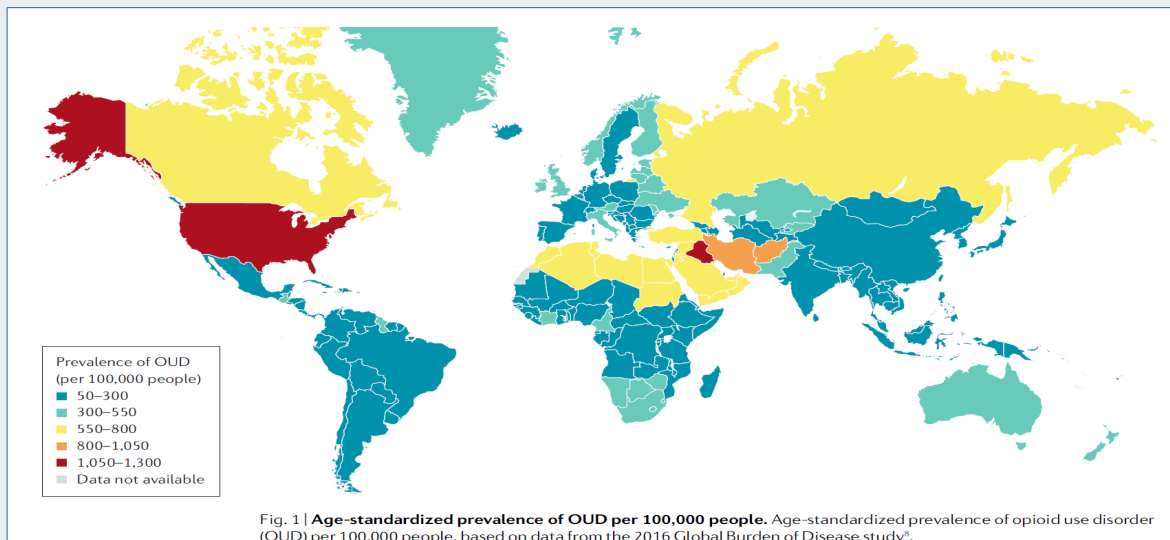 Prevalence of OUD
(per 100,000 people)
50–300
300–550
550–800
800–1,050
1,050–1,300
Data not available
Fig. 1 | Age-standardized prevalence of OUD per 100,000 people. Age-standardized prevalence of opioid use disorder
(OUD) per 100,000 people, based on data from the 2016 Global Burden of Disease study⁸.